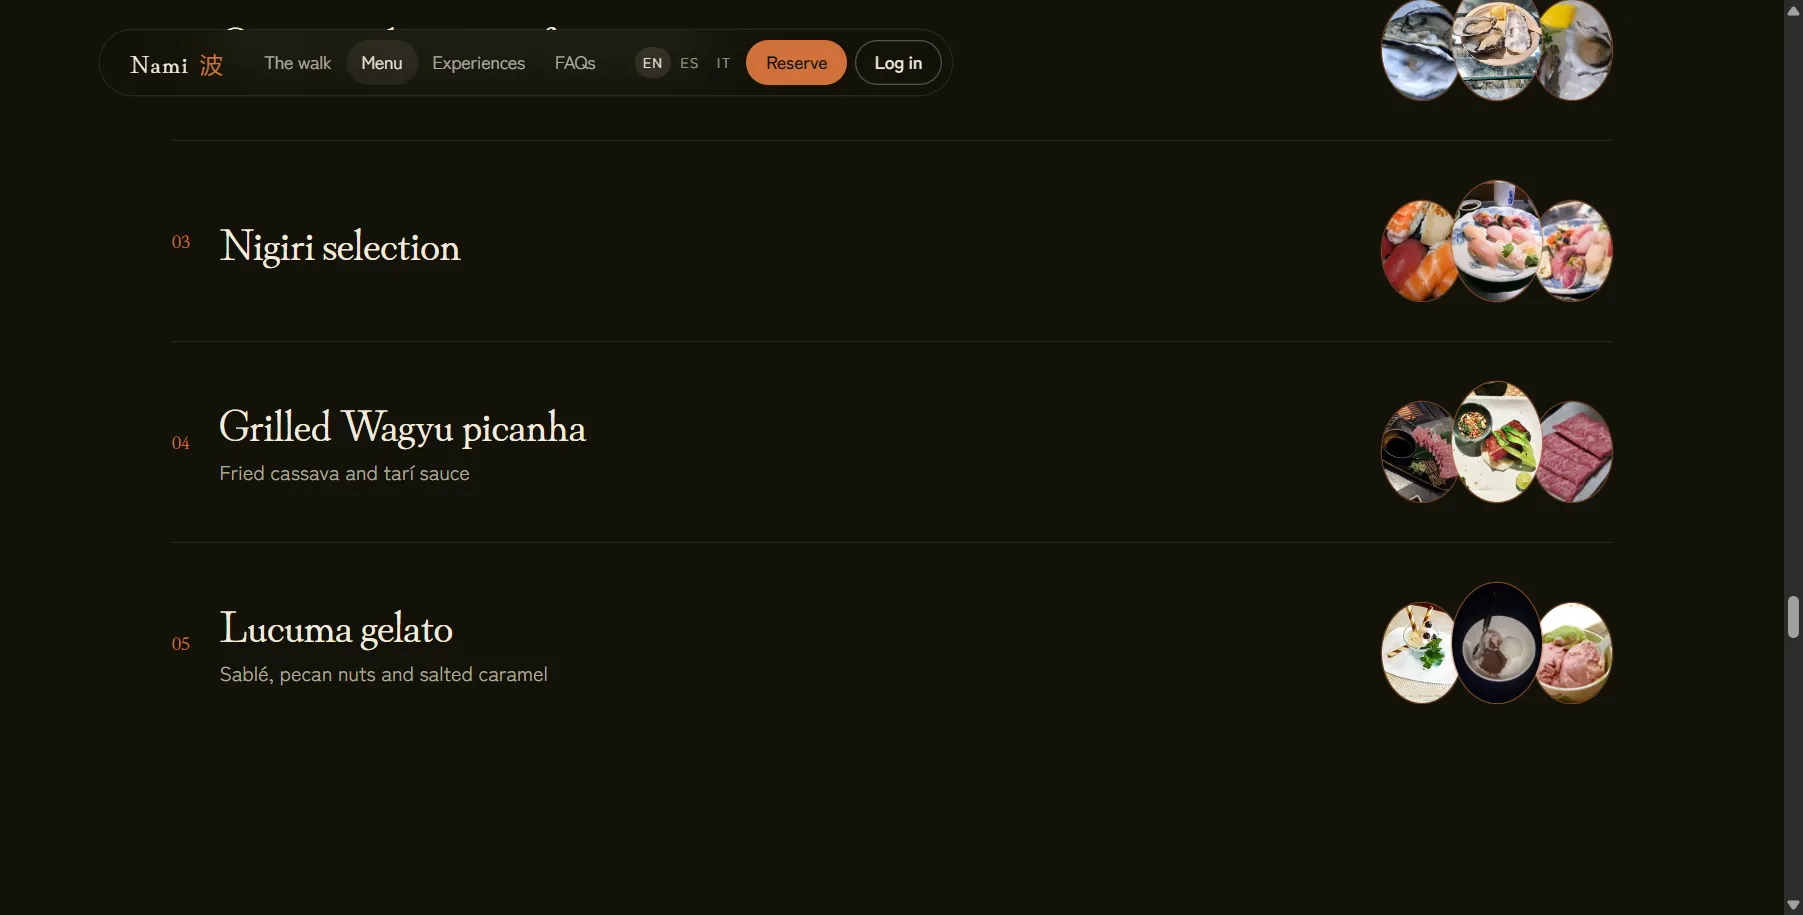 Nami 波
The walk
Menu
Experiences
FAQs
EN
ES
IT
Reserve
Log in
03
Nigiri selection
04
Grilled Wagyu picanha
Fried cassava and tarí sauce
05
Lucuma gelato
Sablé, pecan nuts and salted caramel